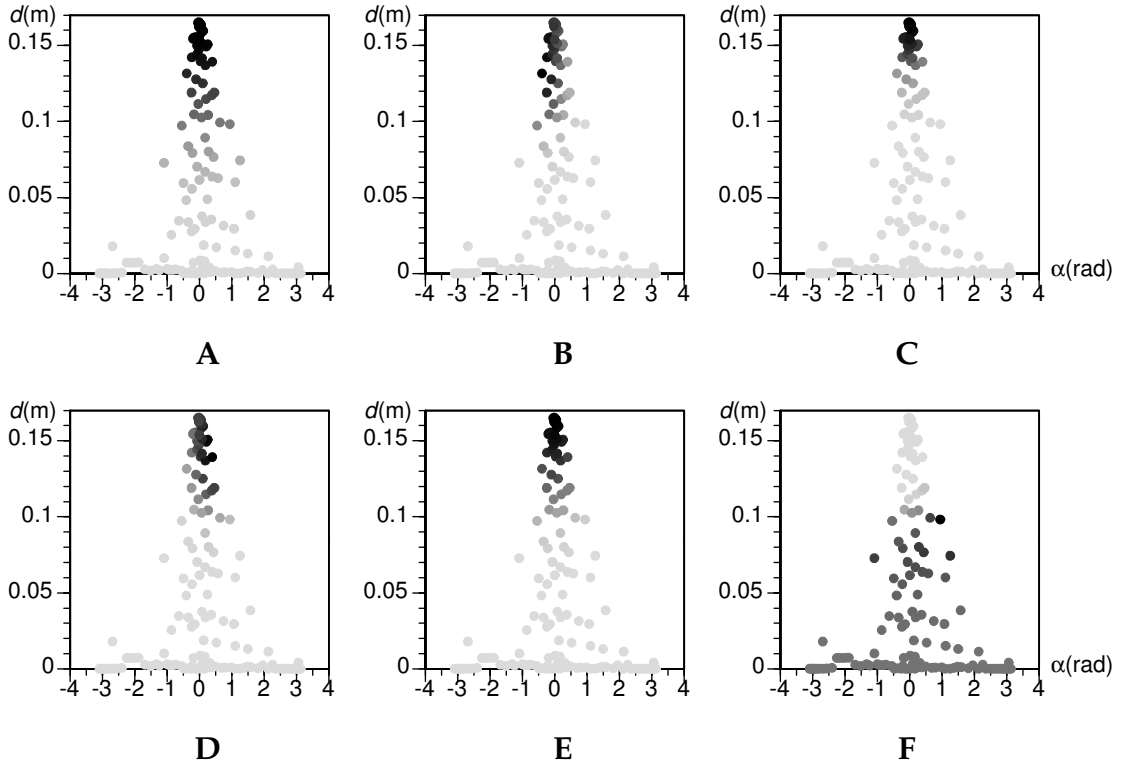 d(m) d(m) d(m)
0.15 0.15 0.15
0.1 0.1 0.1
0.05 0.05 0.05
0 0 0 α(rad)
-4 -3 -2 -1 0 1 2 3 4 -4 -3 -2 -1 0 1 2 3 4 -4 -3 -2 -1 0 1 2 3 4
A B C
d(m) d(m) d(m)
0.15 0.15 0.15
0.1 0.1 0.1
0.05 0.05 0.05
0 0 0 α(rad)
-4 -3 -2 -1 0 1 2 3 4 -4 -3 -2 -1 0 1 2 3 4 -4 -3 -2 -1 0 1 2 3 4
D E F